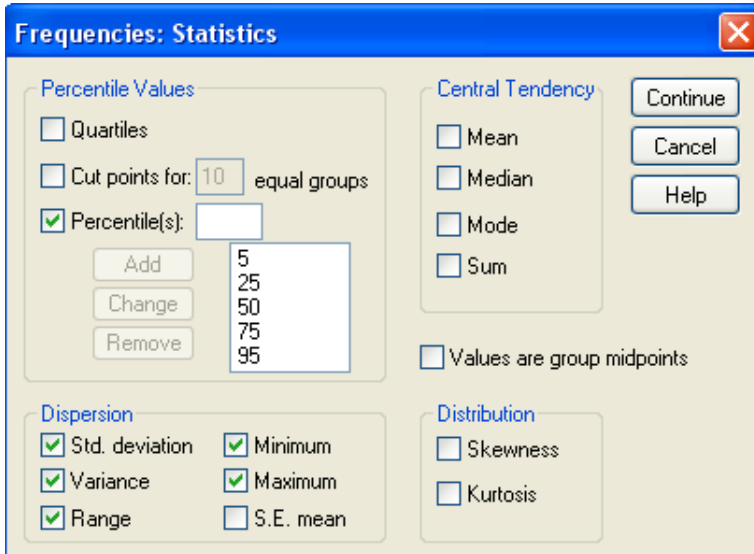 Frequencies: Statistics
Percentile Values
Quartiles
Cut points for: 10 equal groups
Percentile(s):
Add
Change
Remove
5
25
50
75
95
Central Tendency
Mean
Median
Mode
Sum
Continue
Cancel
Help
Values are group midpoints
Dispersion
Std. deviation
Minimum
Variance
Maximum
Range
S.E. mean
Distribution
Skewness
Kurtosis